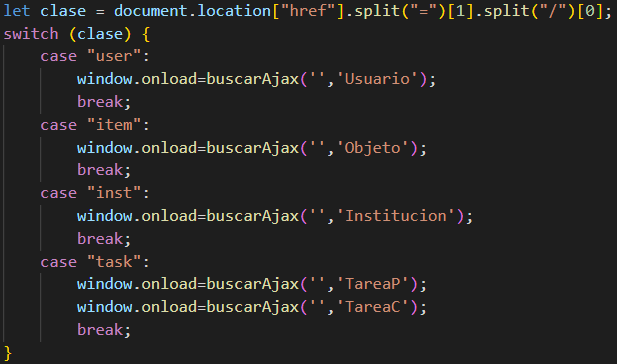 let clase = document.location["href"].split("=")[1].split("/")[0];
switch (clase) {
    case "user":
        window.onload=buscarAjax('','Usuario');
        break;
    case "item":
        window.onload=buscarAjax('','Objeto');
        break;
    case "inst":
        window.onload=buscarAjax('','Institucion');
        break;
    case "task":
        window.onload=buscarAjax('','TareaP');
        window.onload=buscarAjax('','TareaC');
        break;
}